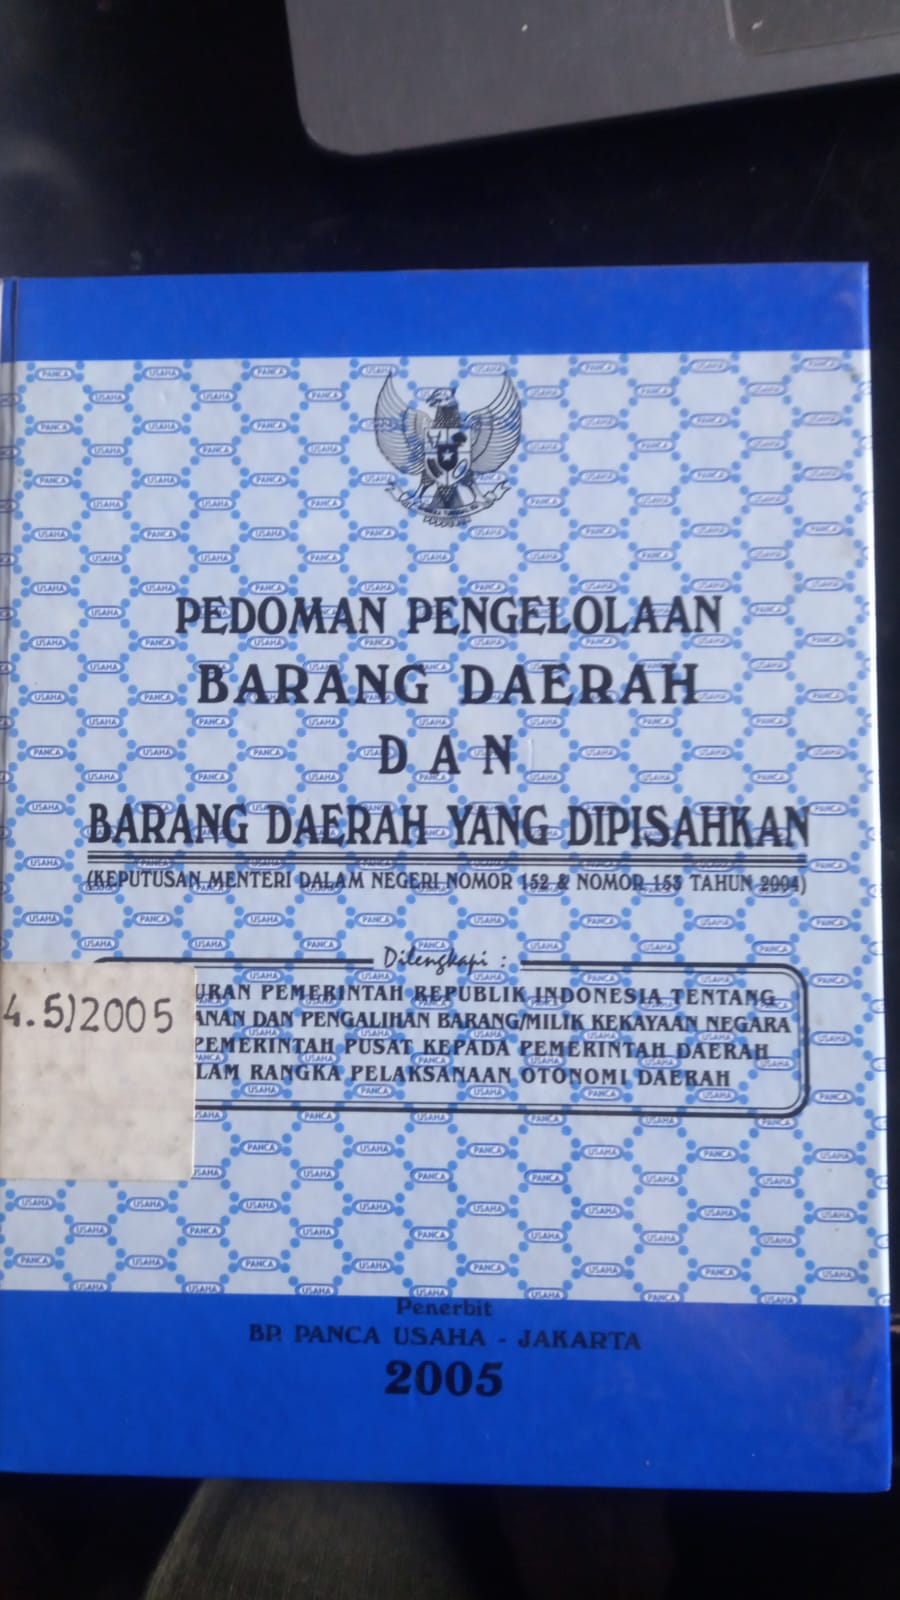 PEDOMAN PENGELOLAAN
BARANG DAERAH
D A N
BARANG DAERAH YANG DIPISAHKAN
(KEPUTUSAN MENTERI DALAM NEGERI NOMOR 152 & NOMOR 153 TAHUN 2004)
Dilengkapi :
URAN PEMERINTAH REPUBLIK INDONESIA TENTANG
ANAN DAN PENGALIHAN BARANG/MILIK KEKAYAAN NEGARA
PEMERINTAH PUSAT KEPADA PEMERINTAH DAERAH
LAM RANGKA PELAKSANAAN OTONOMI DAERAH
4.5)2005
Penerbit
BP. PANCA USAHA - JAKARTA
2005